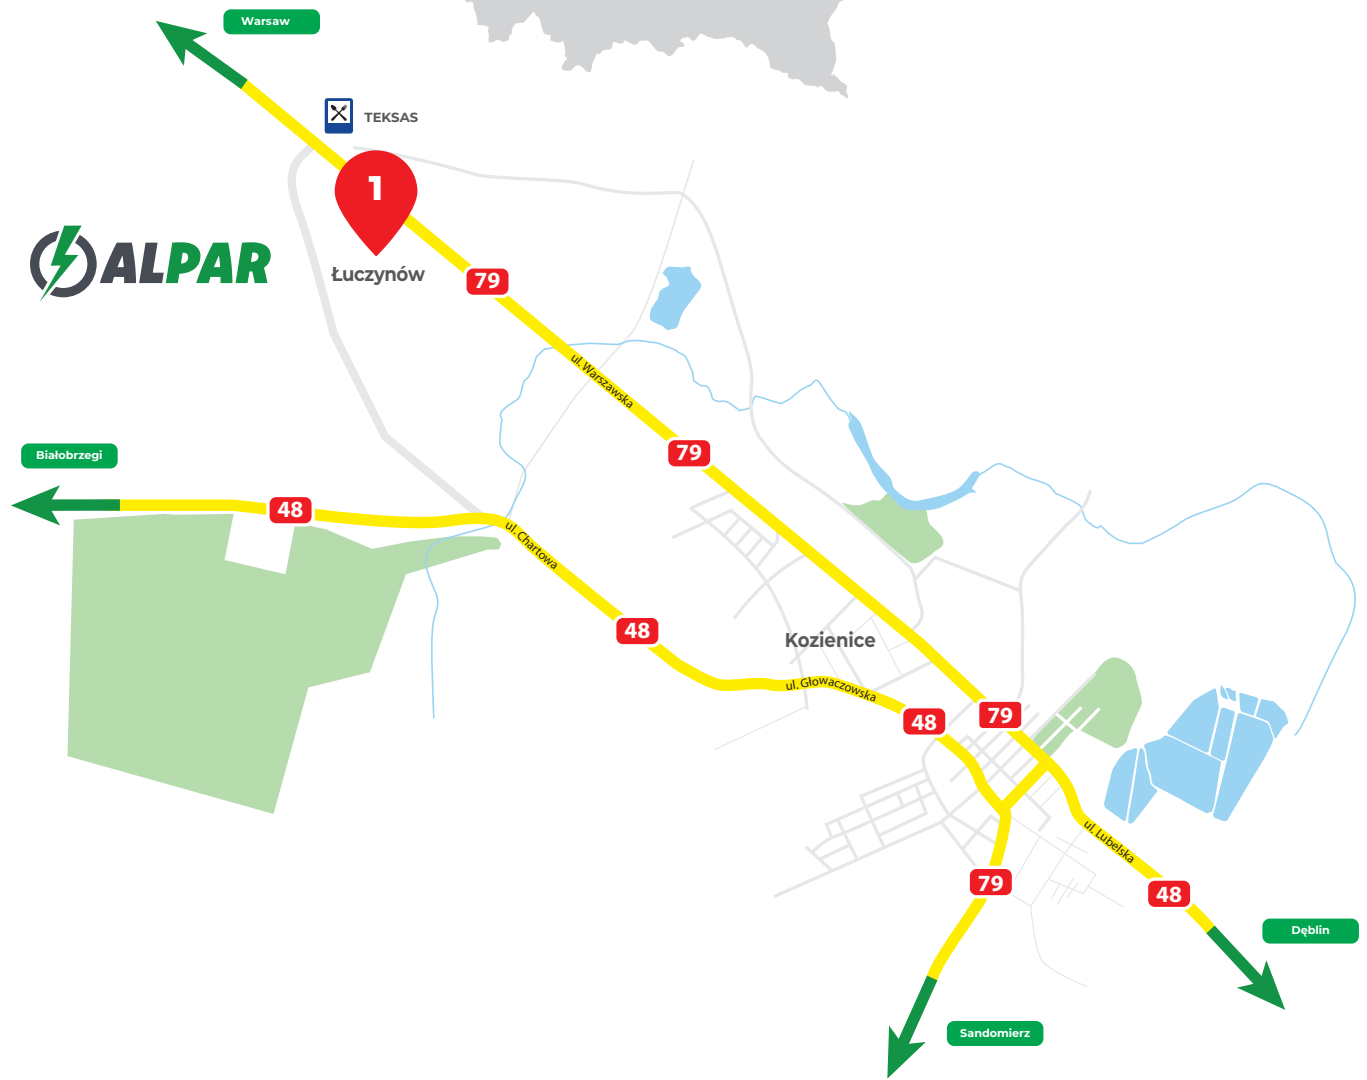 Warsaw
TEKSAS
1
ALPAR
Łuczynów
79
ul. Warszawska
Białobrzegi
79
48
ul. Chartowa
48
Kozienice
ul. Głowaczowska
48
79
ul. Lubelska
79
48
Dęblin
Sandomierz